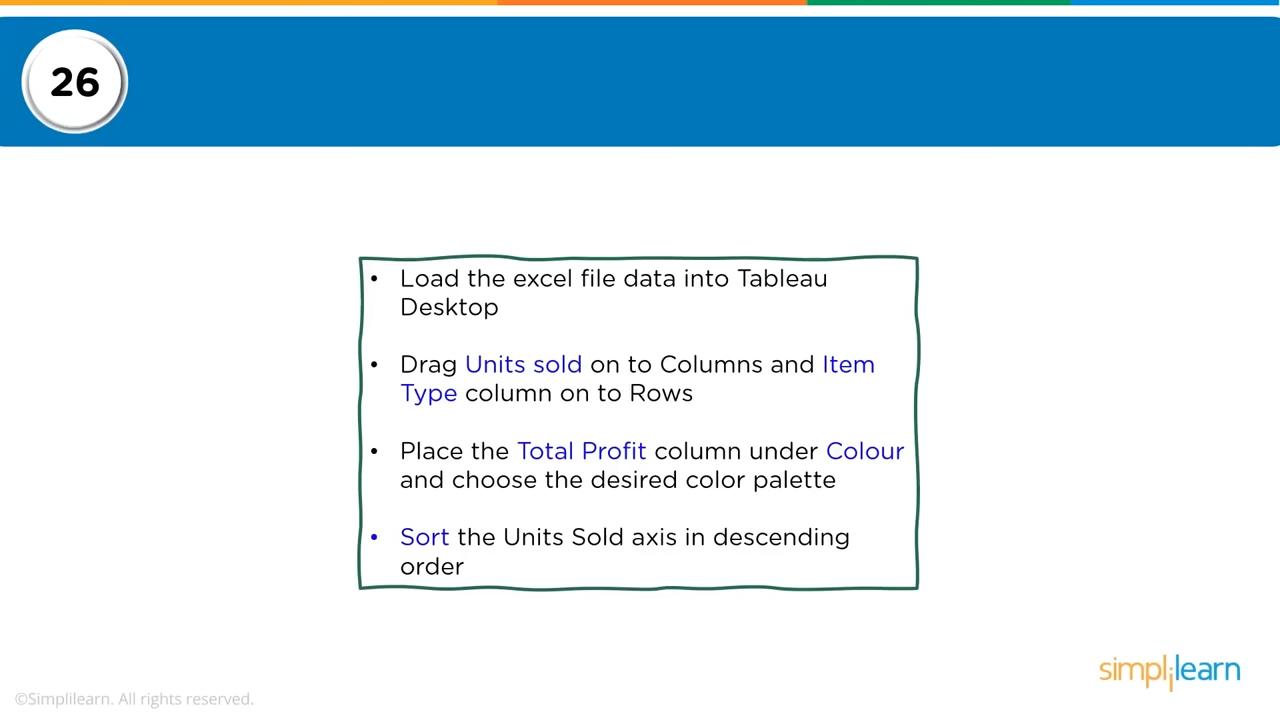 26
• Load the excel file data into Tableau
Desktop
• Drag Units sold on to Columns and Item
Type column on to Rows
• Place the Total Profit column under Colour
and choose the desired color palette
• Sort the Units Sold axis in descending
order
simplilearn
©Simplilearn. All rights reserved.